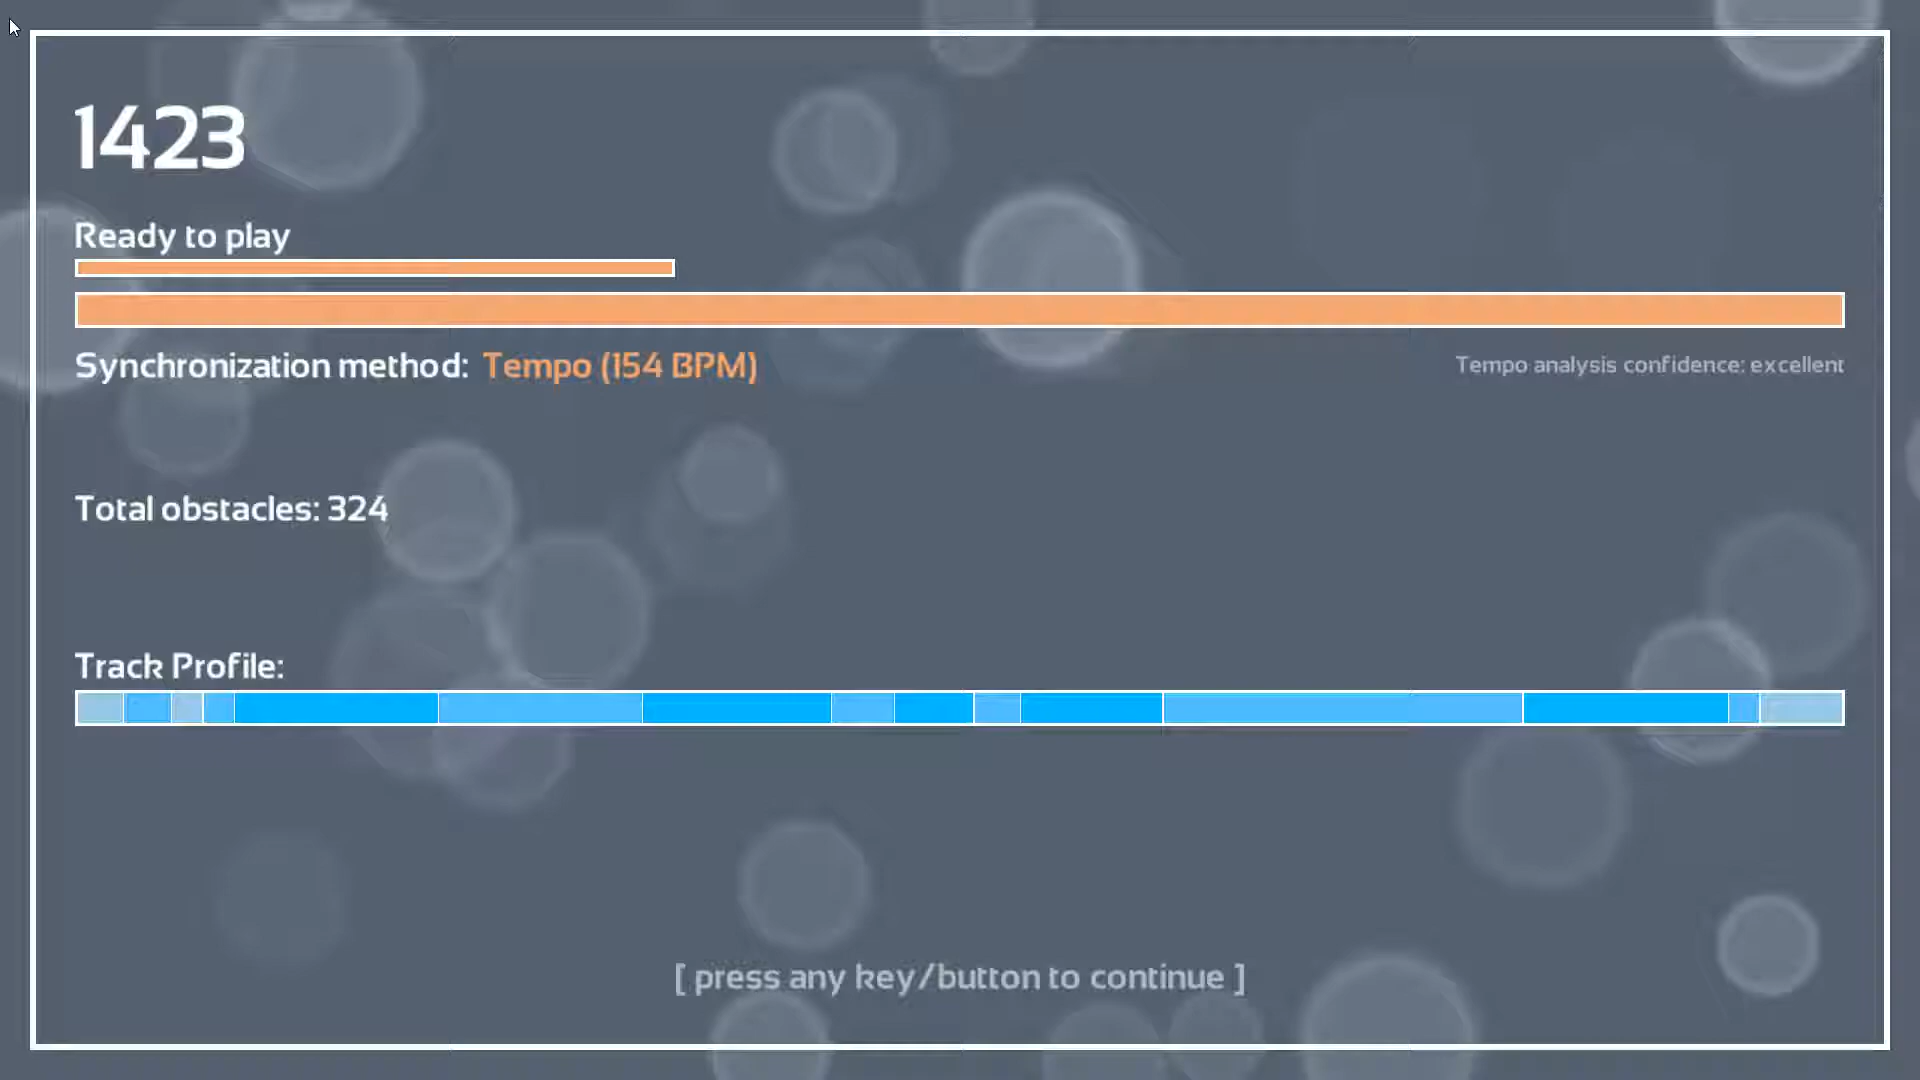 1423
Ready to play
Synchronization method: Tempo (154 BPM)
Tempo analysis confidence: excellent
Total obstacles: 324
Track Profile:
[ press any key/button to continue ]